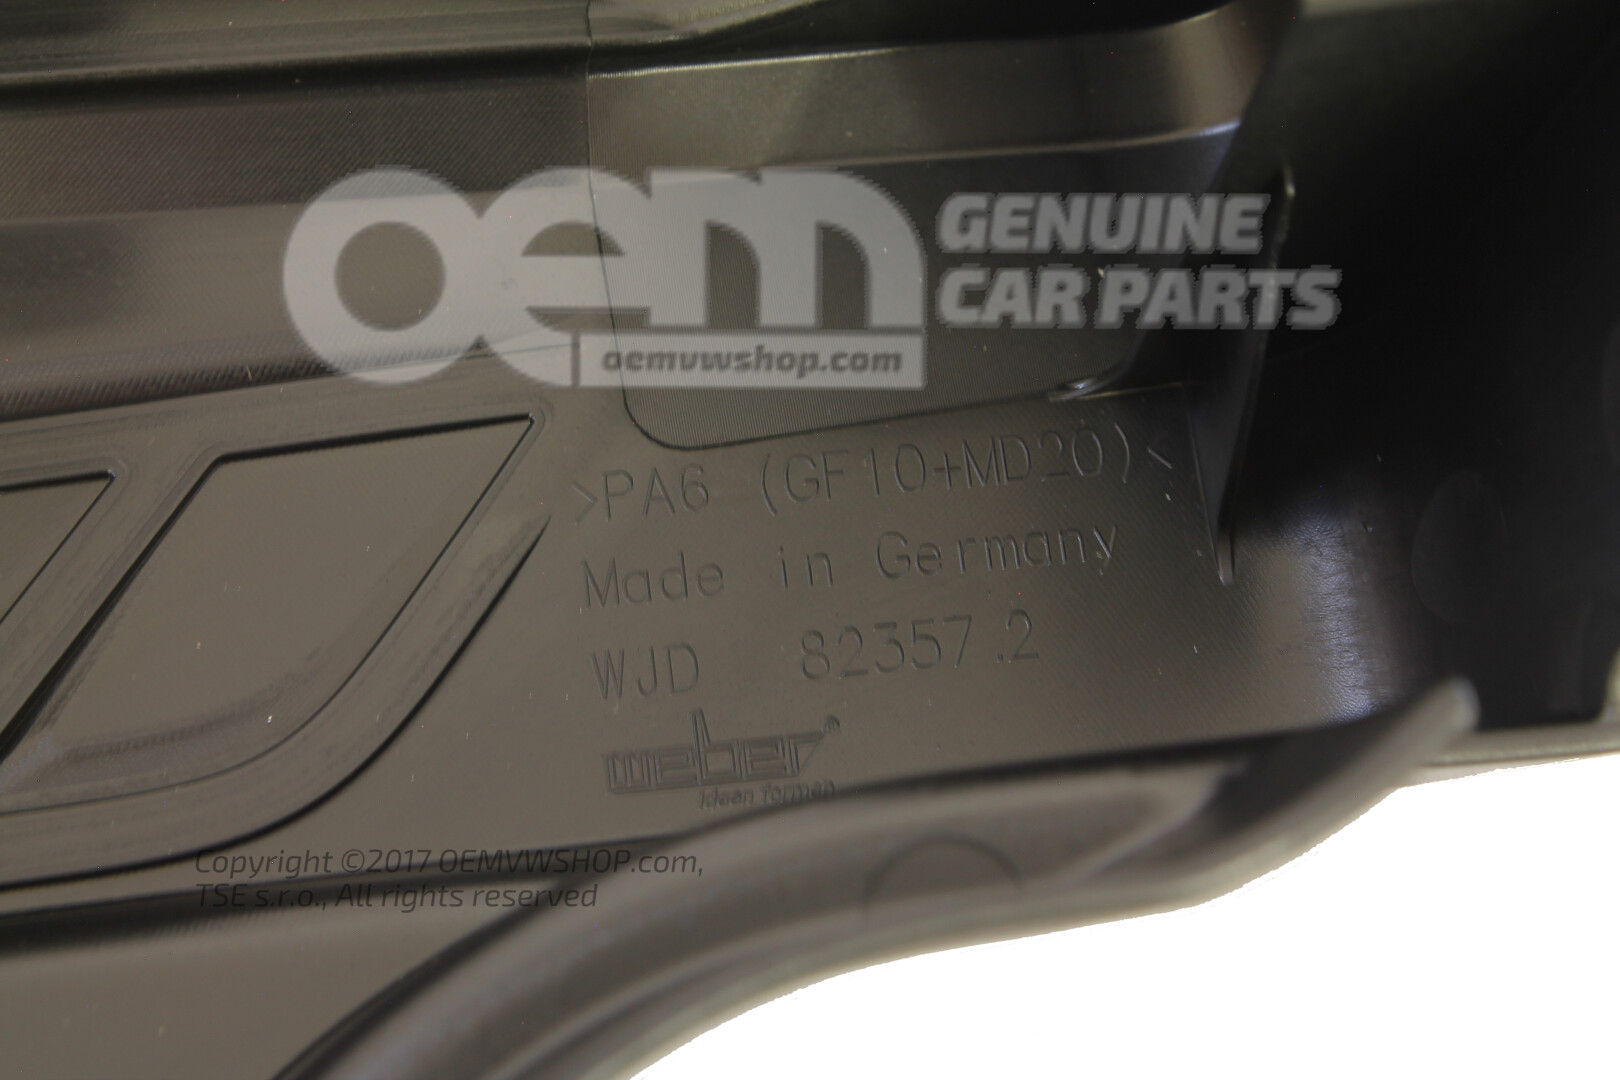 oem GENUINE
CAR PARTS
oemvwshop.com
>PA6 (GF10+MD20)<
Made in Germany
WJD 82357.2
weber®
ideen formen
Copyright ©2017 OEMVWSHOP.com,
TSE s.r.o., All rights reserved